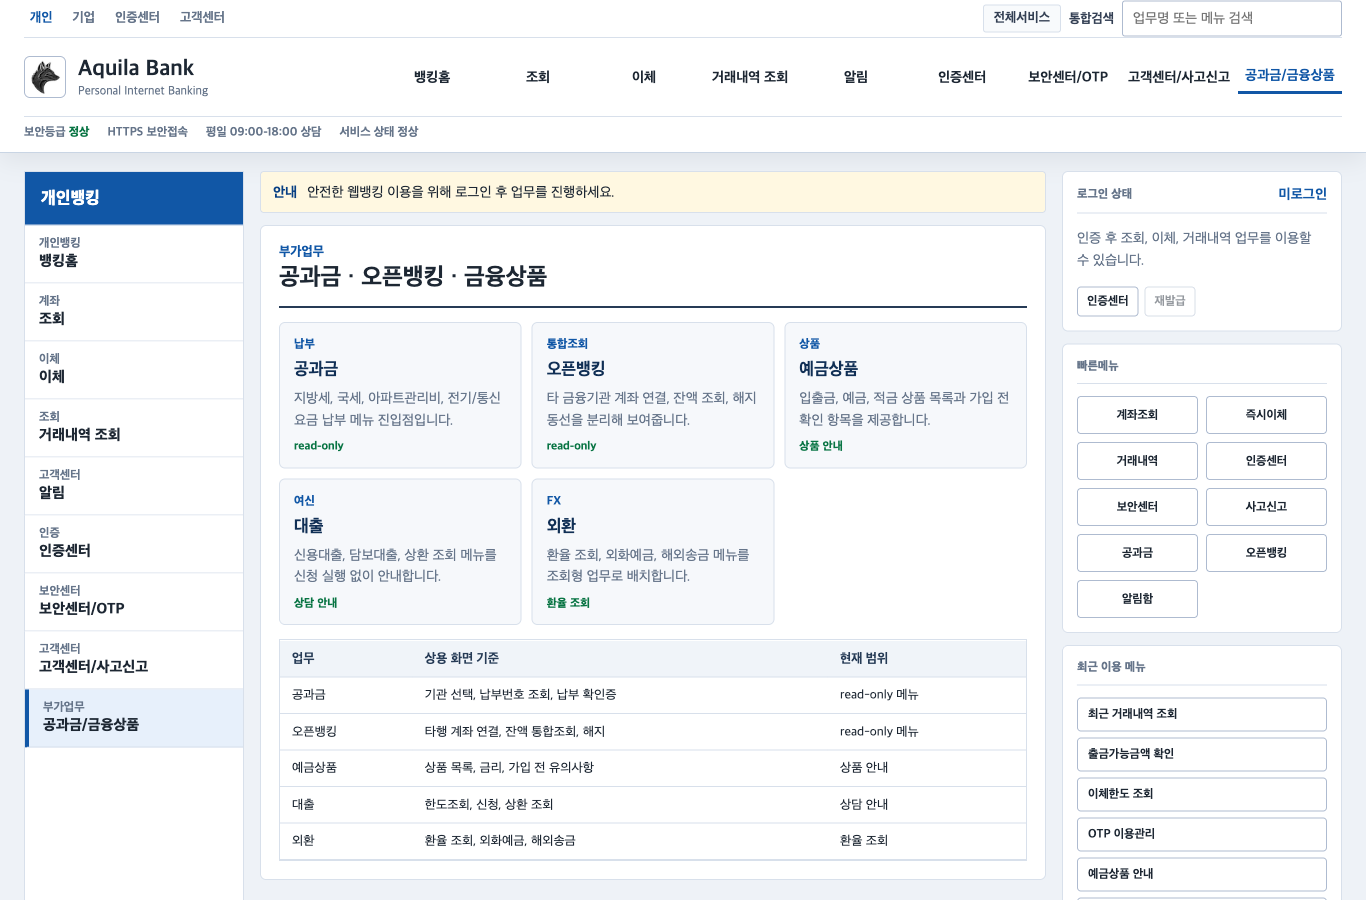 개인 기업 인증센터 고객센터 전체서비스 통합검색 업무명 또는 메뉴 검색
Aquila Bank
Personal Internet Banking
뱅킹홈 조회 이체 거래내역 조회 알림 인증센터 보안센터/OTP 고객센터/사고신고 공과금/금융상품
보안등급 정상 HTTPS 보안접속 평일 09:00-18:00 상담 서비스 상태 정상
개인뱅킹
개인뱅킹
뱅킹홈
계좌
조회
이체
이체
조회
거래내역 조회
고객센터
알림
인증
인증센터
보안센터
보안센터/OTP
고객센터
고객센터/사고신고
부가업무
공과금/금융상품
안내 안전한 웹뱅킹 이용을 위해 로그인 후 업무를 진행하세요.
부가업무
공과금 · 오픈뱅킹 · 금융상품
납부
공과금
지방세, 국세, 아파트관리비, 전기/통신
요금 납부 메뉴 진입점입니다.
read-only
통합조회
오픈뱅킹
타 금융기관 계좌 연결, 잔액 조회, 해지
동선을 분리해 보여줍니다.
read-only
상품
예금상품
입출금, 예금, 적금 상품 목록과 가입 전
확인 항목을 제공합니다.
상품 안내
여신
대출
신용대출, 담보대출, 상환 조회 메뉴를
신청 실행 없이 안내합니다.
상담 안내
FX
외환
환율 조회, 외화예금, 해외송금 메뉴를
조회형 업무로 배치합니다.
환율 조회
업무 상용 화면 기준 현재 범위
공과금 기관 선택, 납부번호 조회, 납부 확인증 read-only 메뉴
오픈뱅킹 타행 계좌 연결, 잔액 통합조회, 해지 read-only 메뉴
예금상품 상품 목록, 금리, 가입 전 유의사항 상품 안내
대출 한도조회, 신청, 상환 조회 상담 안내
외환 환율 조회, 외화예금, 해외송금 환율 조회
로그인 상태 미로그인
인증 후 조회, 이체, 거래내역 업무를 이용할
수 있습니다.
인증센터 재발급
빠른메뉴
계좌조회 즉시이체
거래내역 인증센터
보안센터 사고신고
공과금 오픈뱅킹
알림함
최근 이용 메뉴
최근 거래내역 조회
출금가능금액 확인
이체한도 조회
OTP 이용관리
예금상품 안내